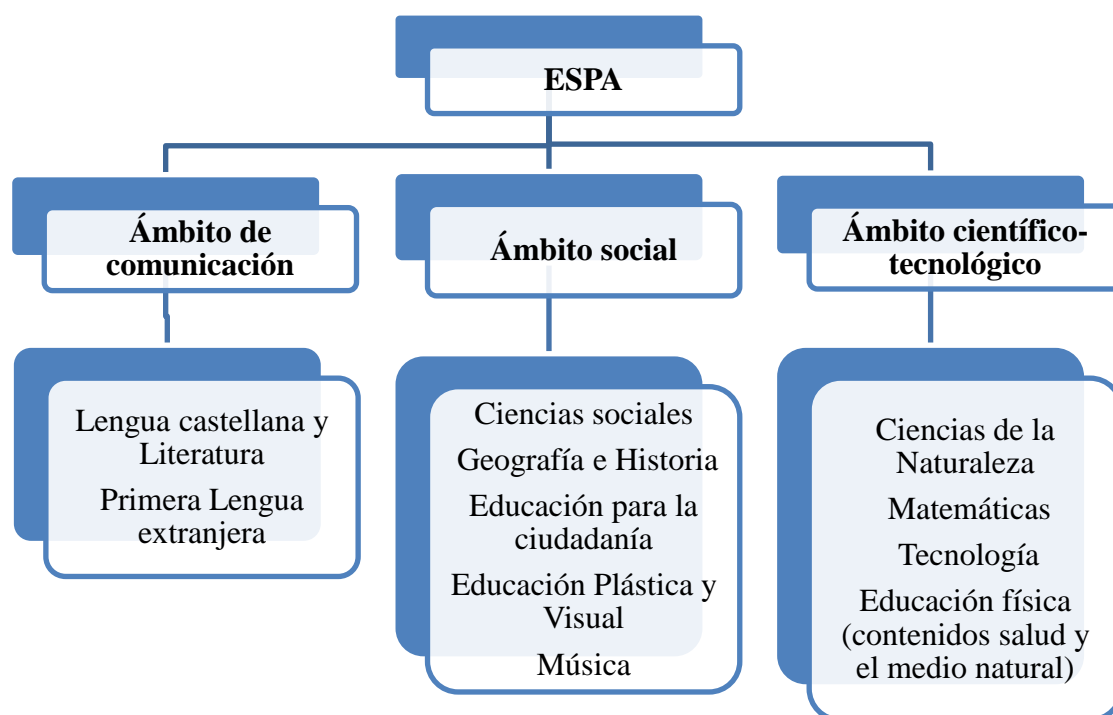 ESPA
Ámbito de
comunicación
Ámbito social
Ámbito científico-
tecnológico
Lengua castellana y
Literatura
Primera Lengua
extranjera
Ciencias sociales
Geografía e Historia
Educación para la
ciudadanía
Educación Plástica y
Visual
Música
Ciencias de la
Naturaleza
Matemáticas
Tecnología
Educación física
(contenidos salud y
el medio natural)